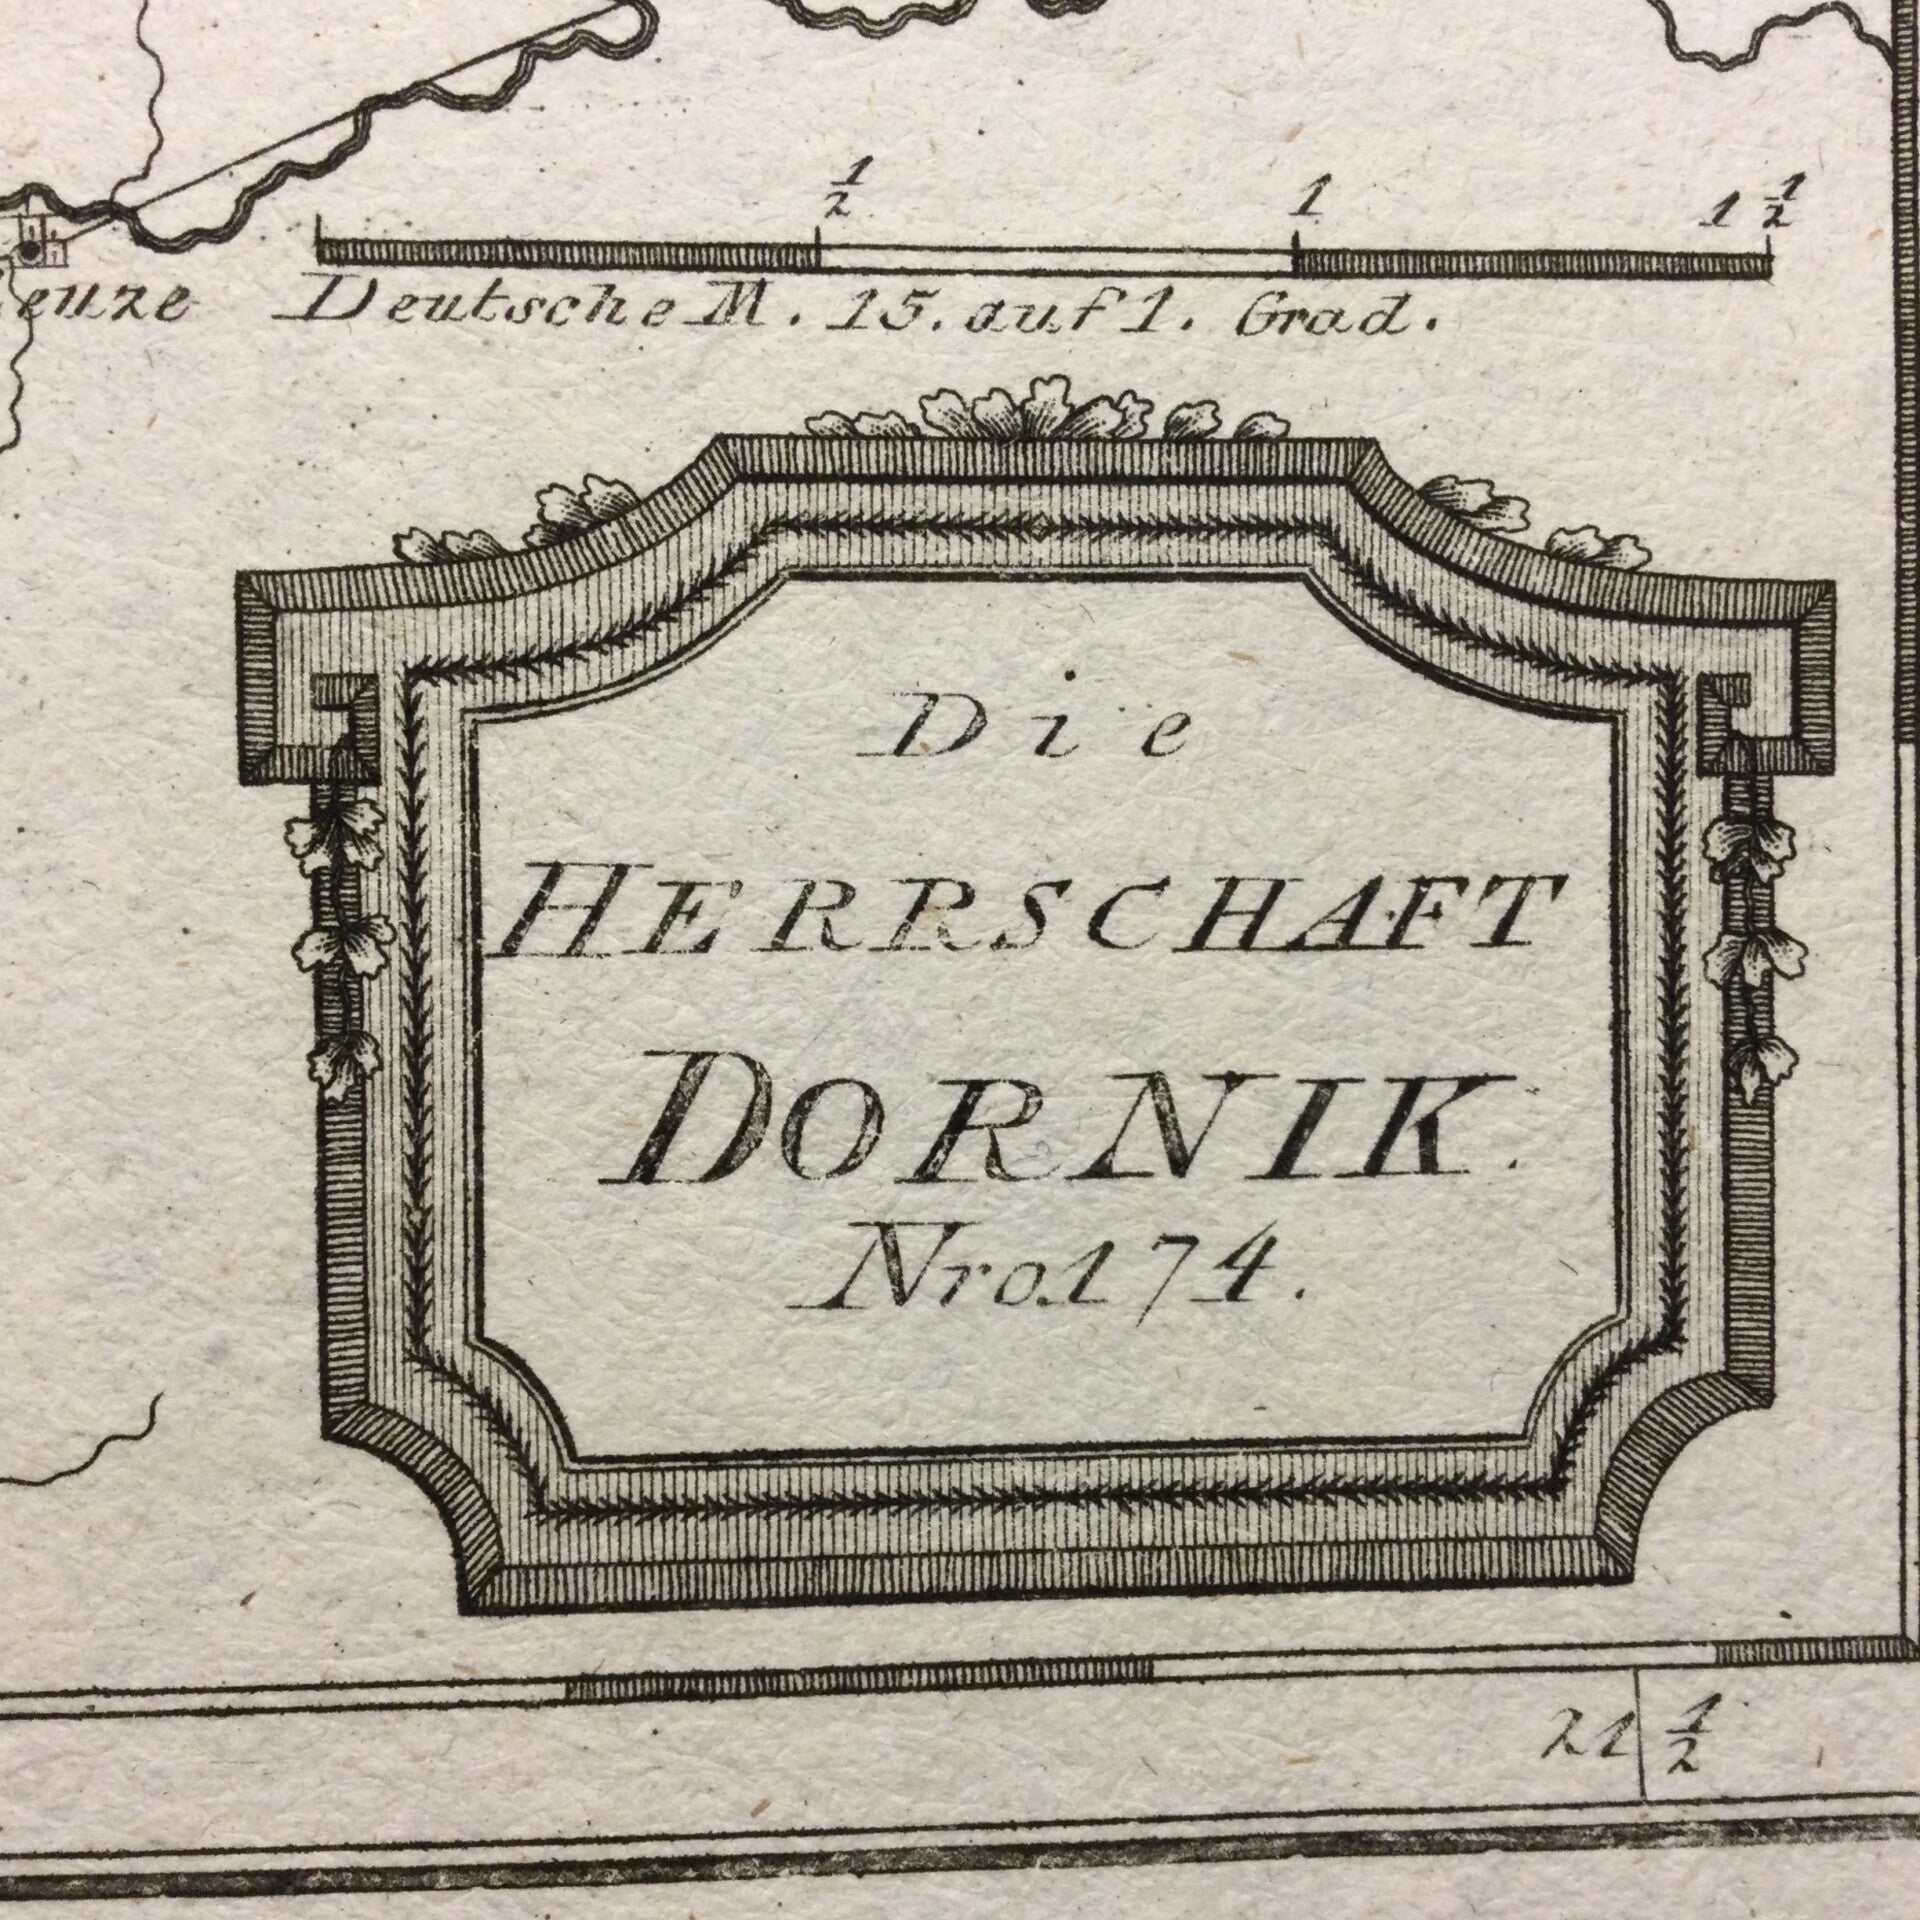 ½ 1 1 ½
Deutsche M. 15. auf 1. Grad.
Die
HERRSCHAFT
DORNIK.
Nro. 174.
21 ½